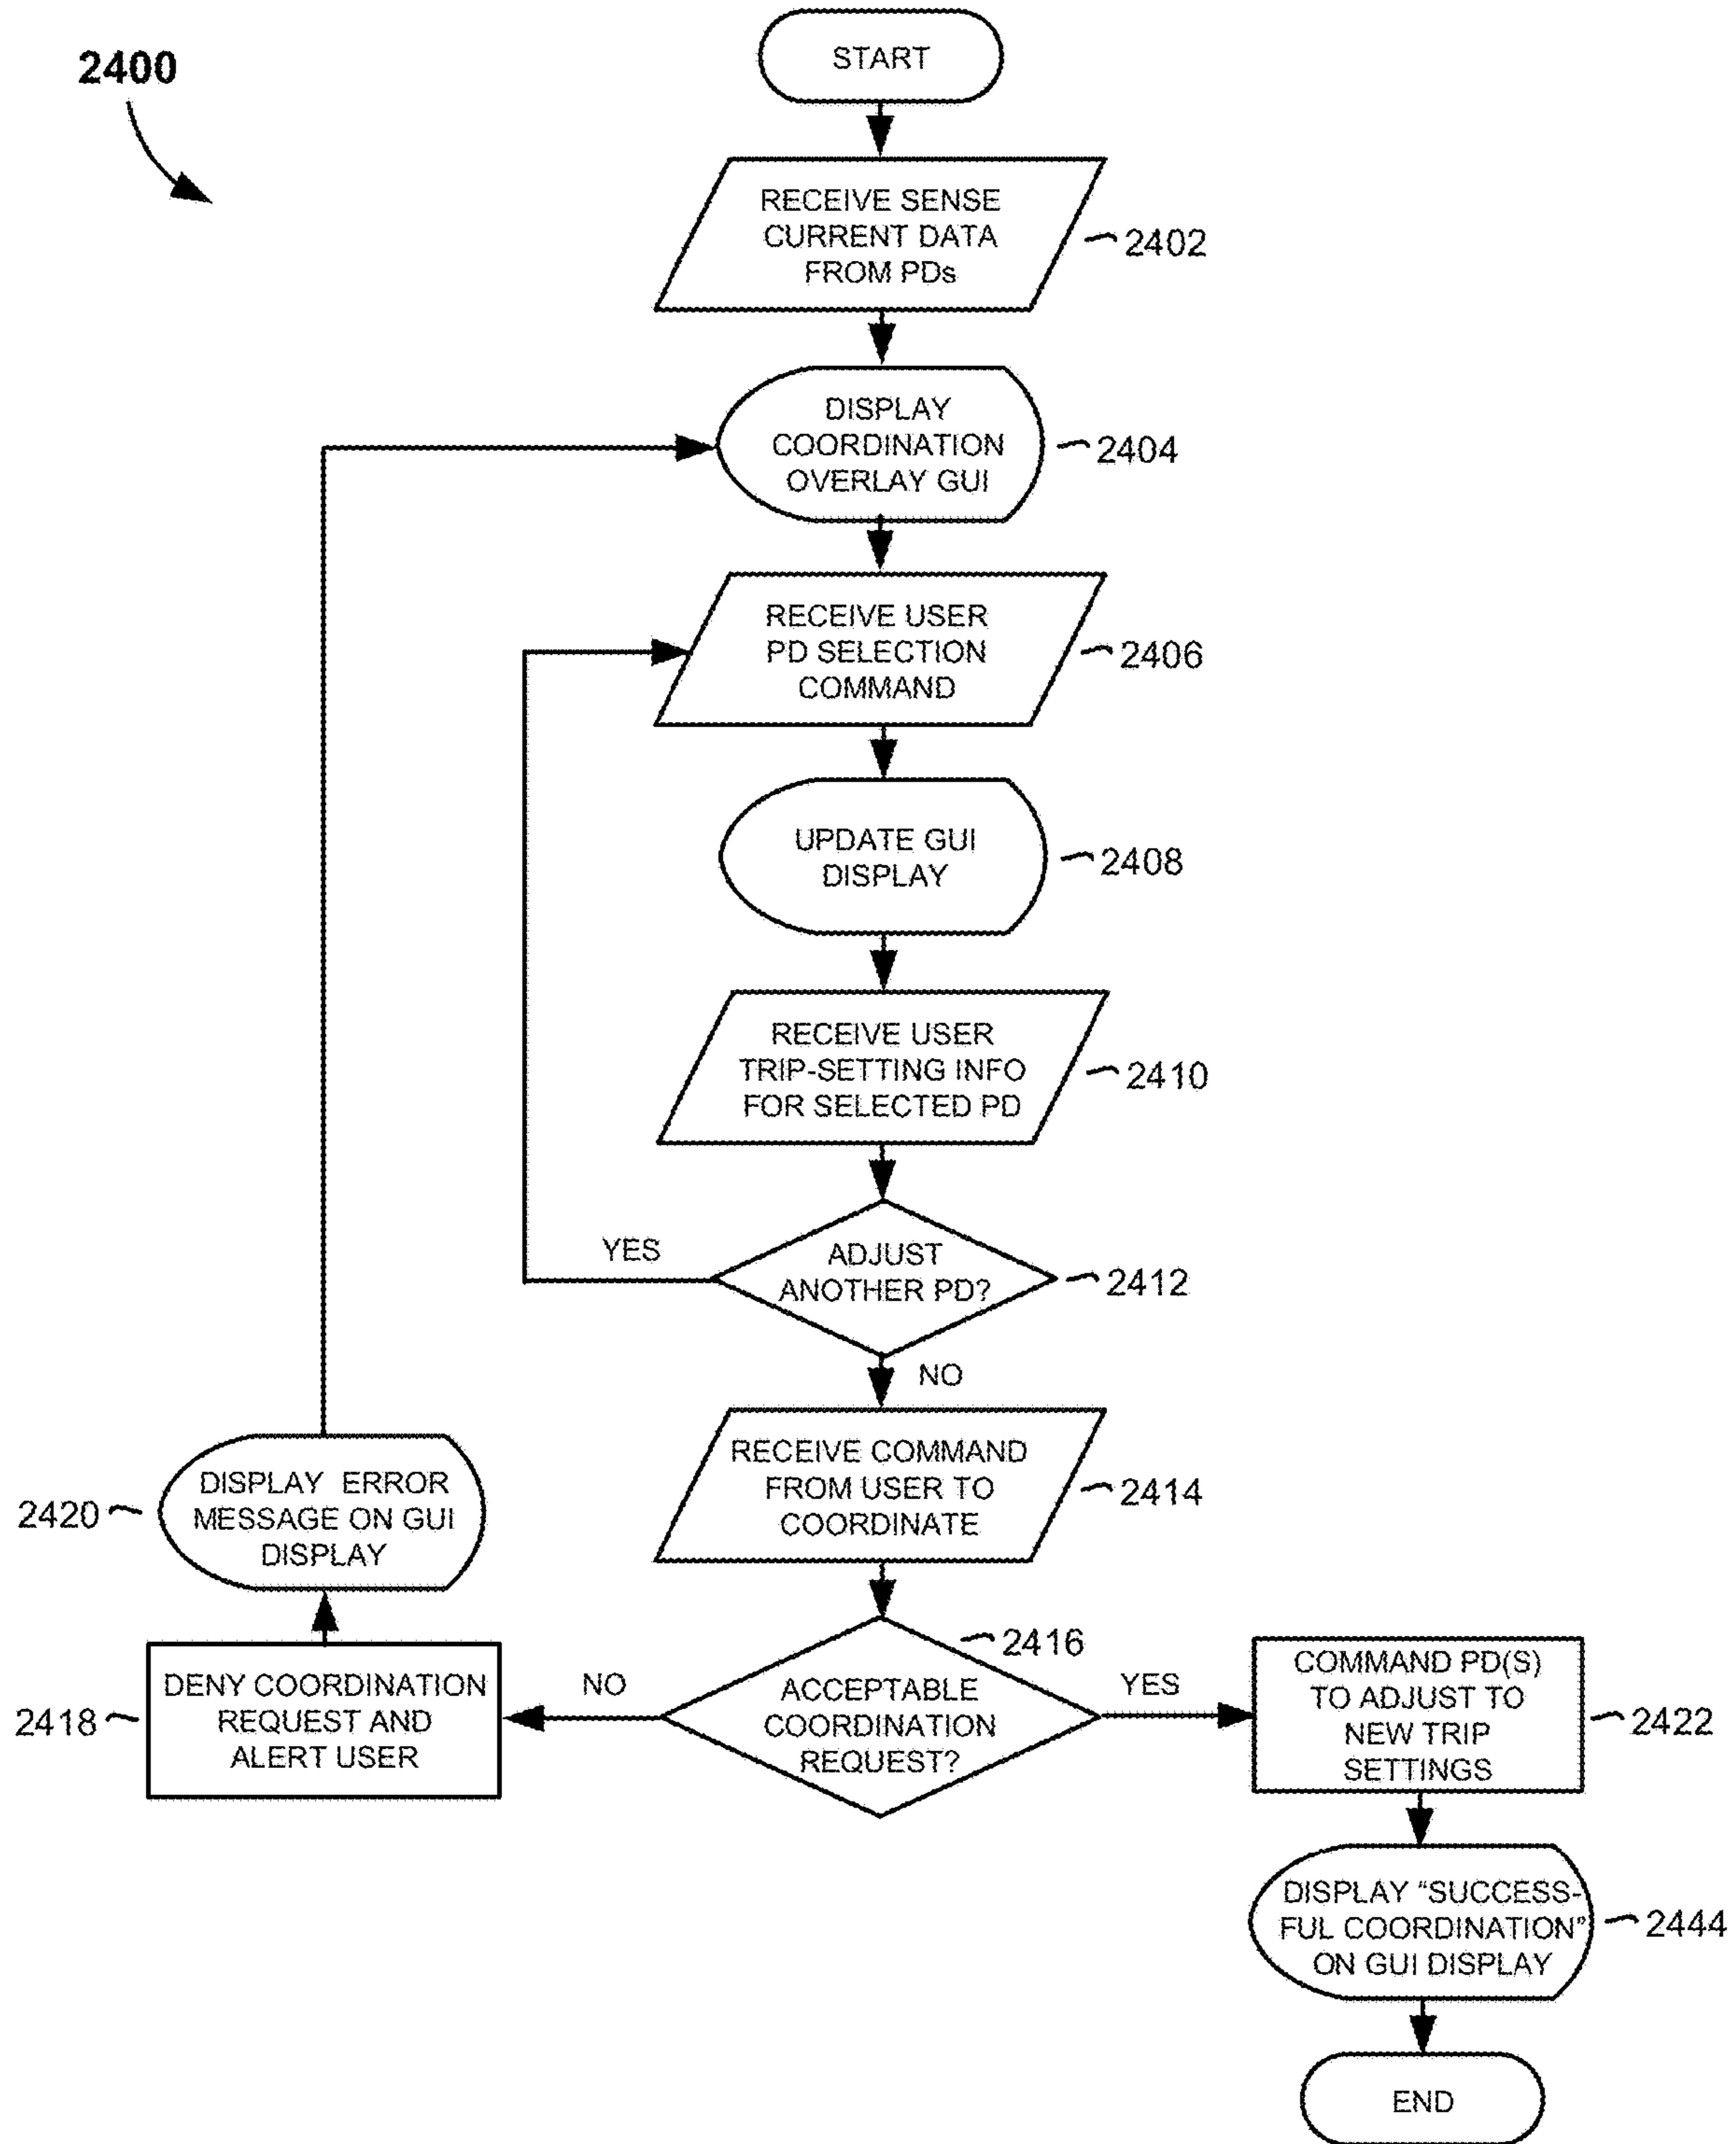 2400
START
RECEIVE SENSE
CURRENT DATA
FROM PDs
2402
DISPLAY
COORDINATION
OVERLAY GUI
2404
RECEIVE USER
PD SELECTION
COMMAND
2406
UPDATE GUI
DISPLAY
2408
RECEIVE USER
TRIP-SETTING INFO
FOR SELECTED PD
2410
YES
ADJUST
ANOTHER PD?
2412
NO
RECEIVE COMMAND
FROM USER TO
COORDINATE
2414
2420
DISPLAY ERROR
MESSAGE ON GUI
DISPLAY
2418
DENY COORDINATION
REQUEST AND
ALERT USER
NO
ACCEPTABLE
COORDINATION
REQUEST?
2416
YES
COMMAND PD(S)
TO ADJUST TO
NEW TRIP
SETTINGS
2422
DISPLAY “SUCCESS-
FUL COORDINATION”
ON GUI DISPLAY
2444
END